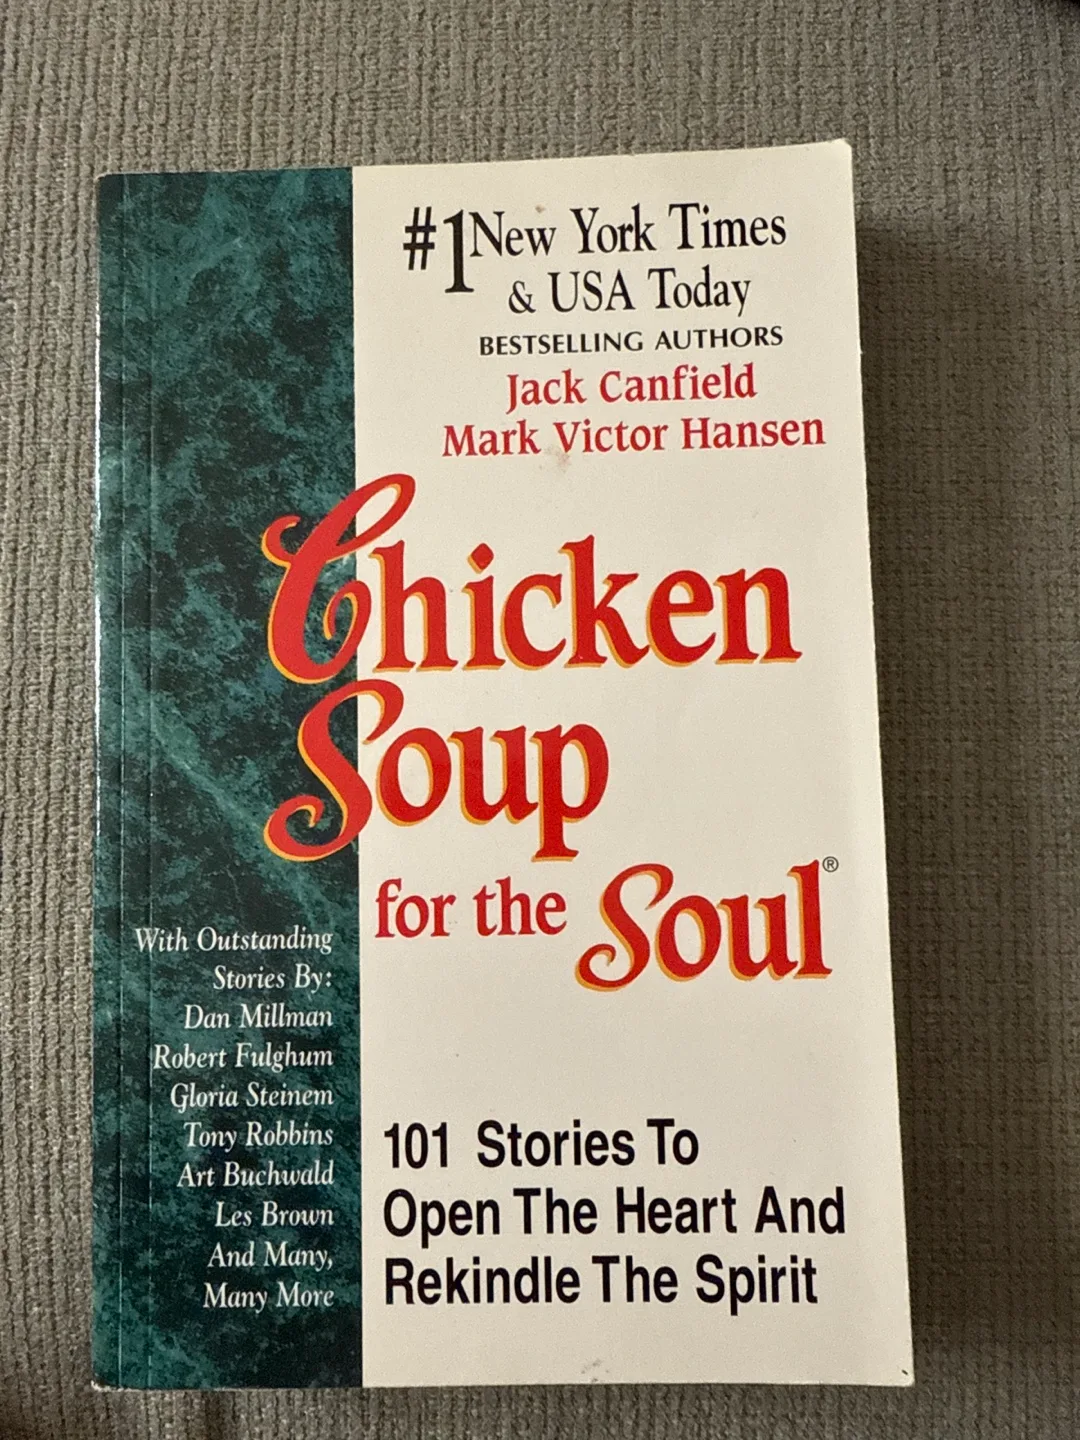 #1 New York Times
& USA Today
BESTSELLING AUTHORS
Jack Canfield
Mark Victor Hansen
Chicken
Soup
for the Soul®
With Outstanding
Stories By:
Dan Millman
Robert Fulghum
Gloria Steinem
Tony Robbins
Art Buchwald
Les Brown
And Many,
Many More
101 Stories To
Open The Heart And
Rekindle The Spirit